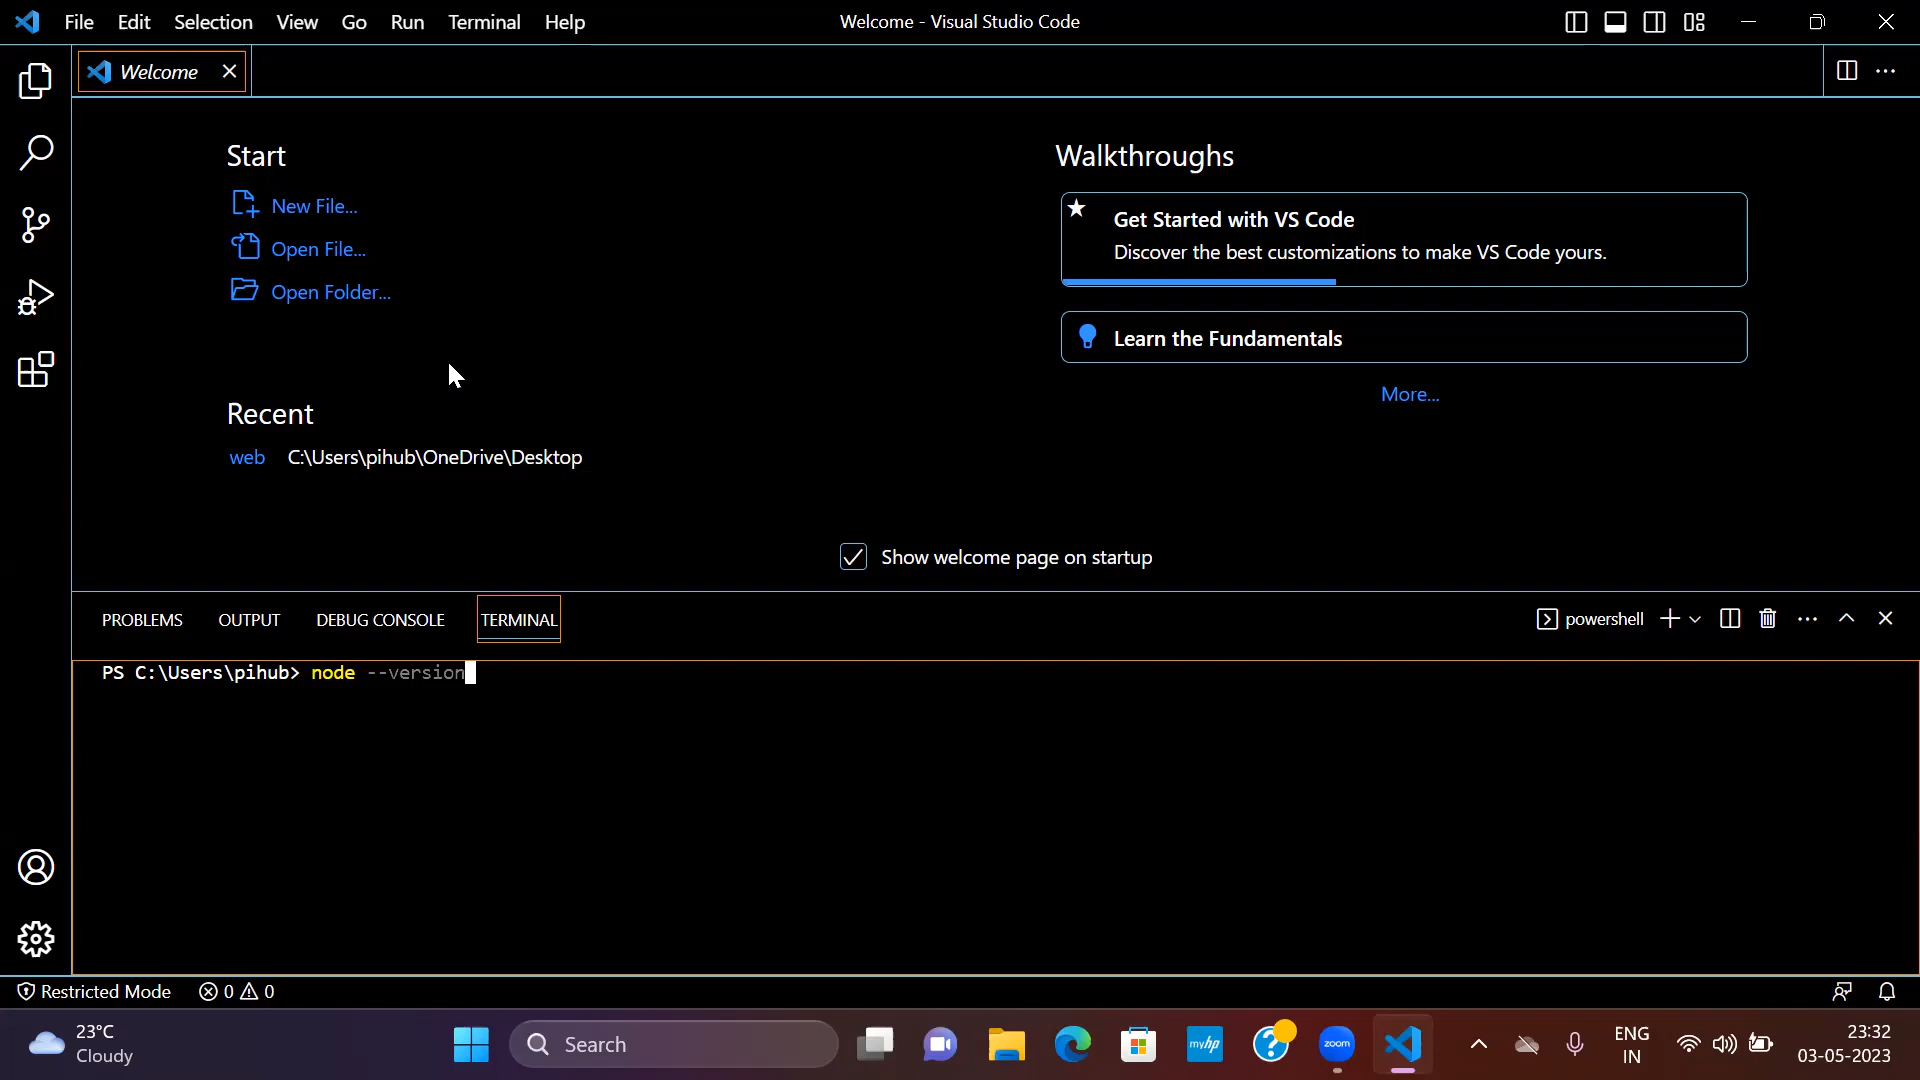 File Edit Selection View Go Run Terminal Help
Welcome - Visual Studio Code
Welcome
Start
New File...
Open File...
Open Folder...
Recent
web C:\Users\pihub\OneDrive\Desktop
Walkthroughs
Get Started with VS Code
Discover the best customizations to make VS Code yours.
Learn the Fundamentals
More...
Show welcome page on startup
PROBLEMS OUTPUT DEBUG CONSOLE TERMINAL
powershell
PS C:\Users\pihub> node --version
Restricted Mode 0 0
23°C
Cloudy
Search
myhp
zoom
ENG
IN
23:32
03-05-2023